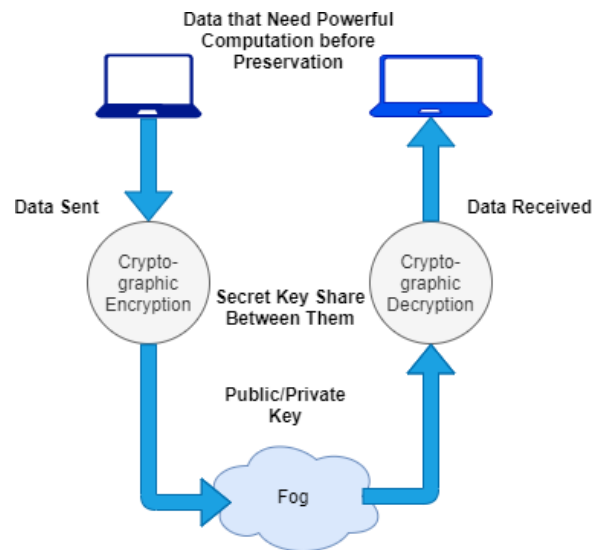 Data that Need Powerful
Computation before
Preservation
Data Sent
Data Received
Crypto-
graphic
Encryption
Crypto-
graphic
Decryption
Secret Key Share
Between Them
Public/Private
Key
Fog